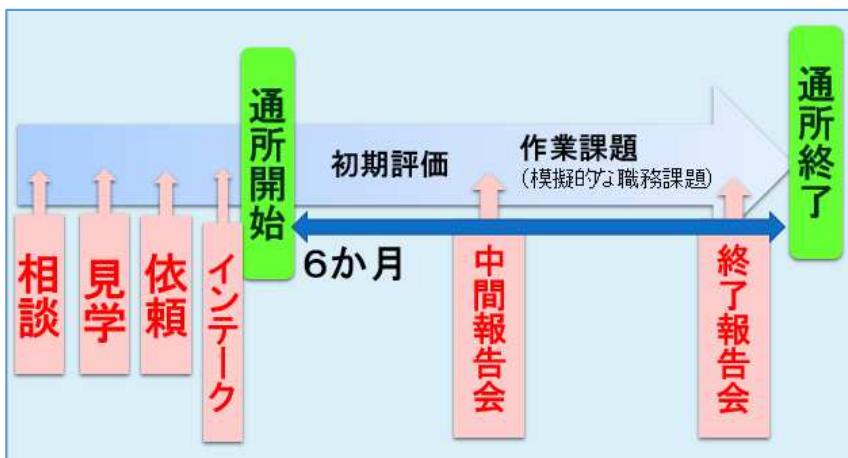 相談
見学
依頼
インテーク
通所開始
初期評価
6か月
中間報告会
作業課題
(模擬的な職務課題)
終了報告会
通所終了